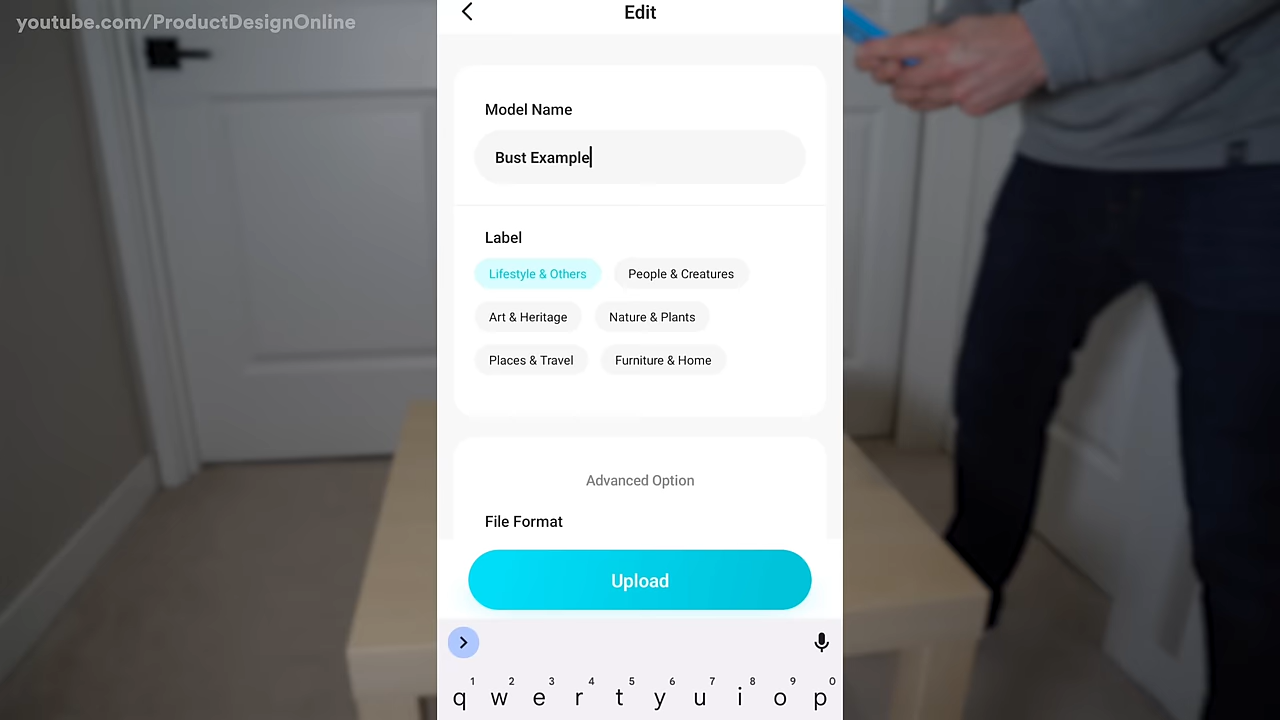 youtube.com/ProductDesignOnline
Edit
Model Name
Bust Example
Label
Lifestyle & Others
People & Creatures
Art & Heritage
Nature & Plants
Places & Travel
Furniture & Home
Advanced Option
File Format
Upload
1 2 3 4 5 6 7 8 9 0
q w e r t y u i o p